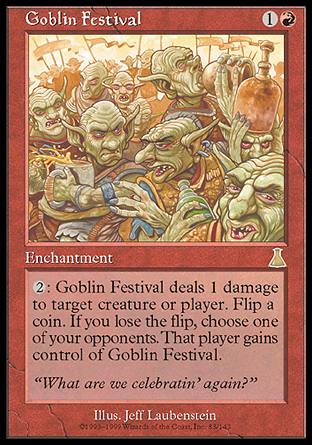 Goblin Festival 1
Enchantment
2: Goblin Festival deals 1 damage
to target creature or player. Flip a
coin. If you lose the flip, choose one
of your opponents. That player gains
control of Goblin Festival.
“What are we celebratin’ again?”
Illus. Jeff Laubenstein
©1993–1999 Wizards of the Coast, Inc. 83/143